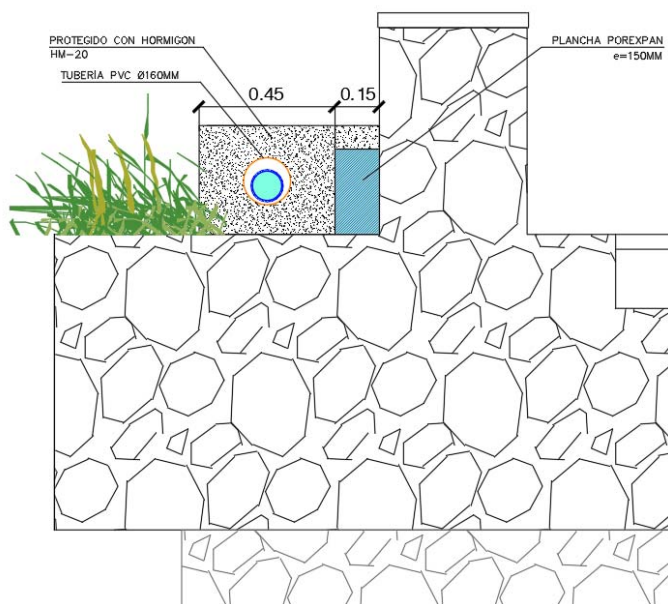 PROTEGIDO CON HORMIGON
HM-20
TUBERÍA PVC Ø160MM
0.45
0.15
PLANCHA POREXPAN
e=150MM